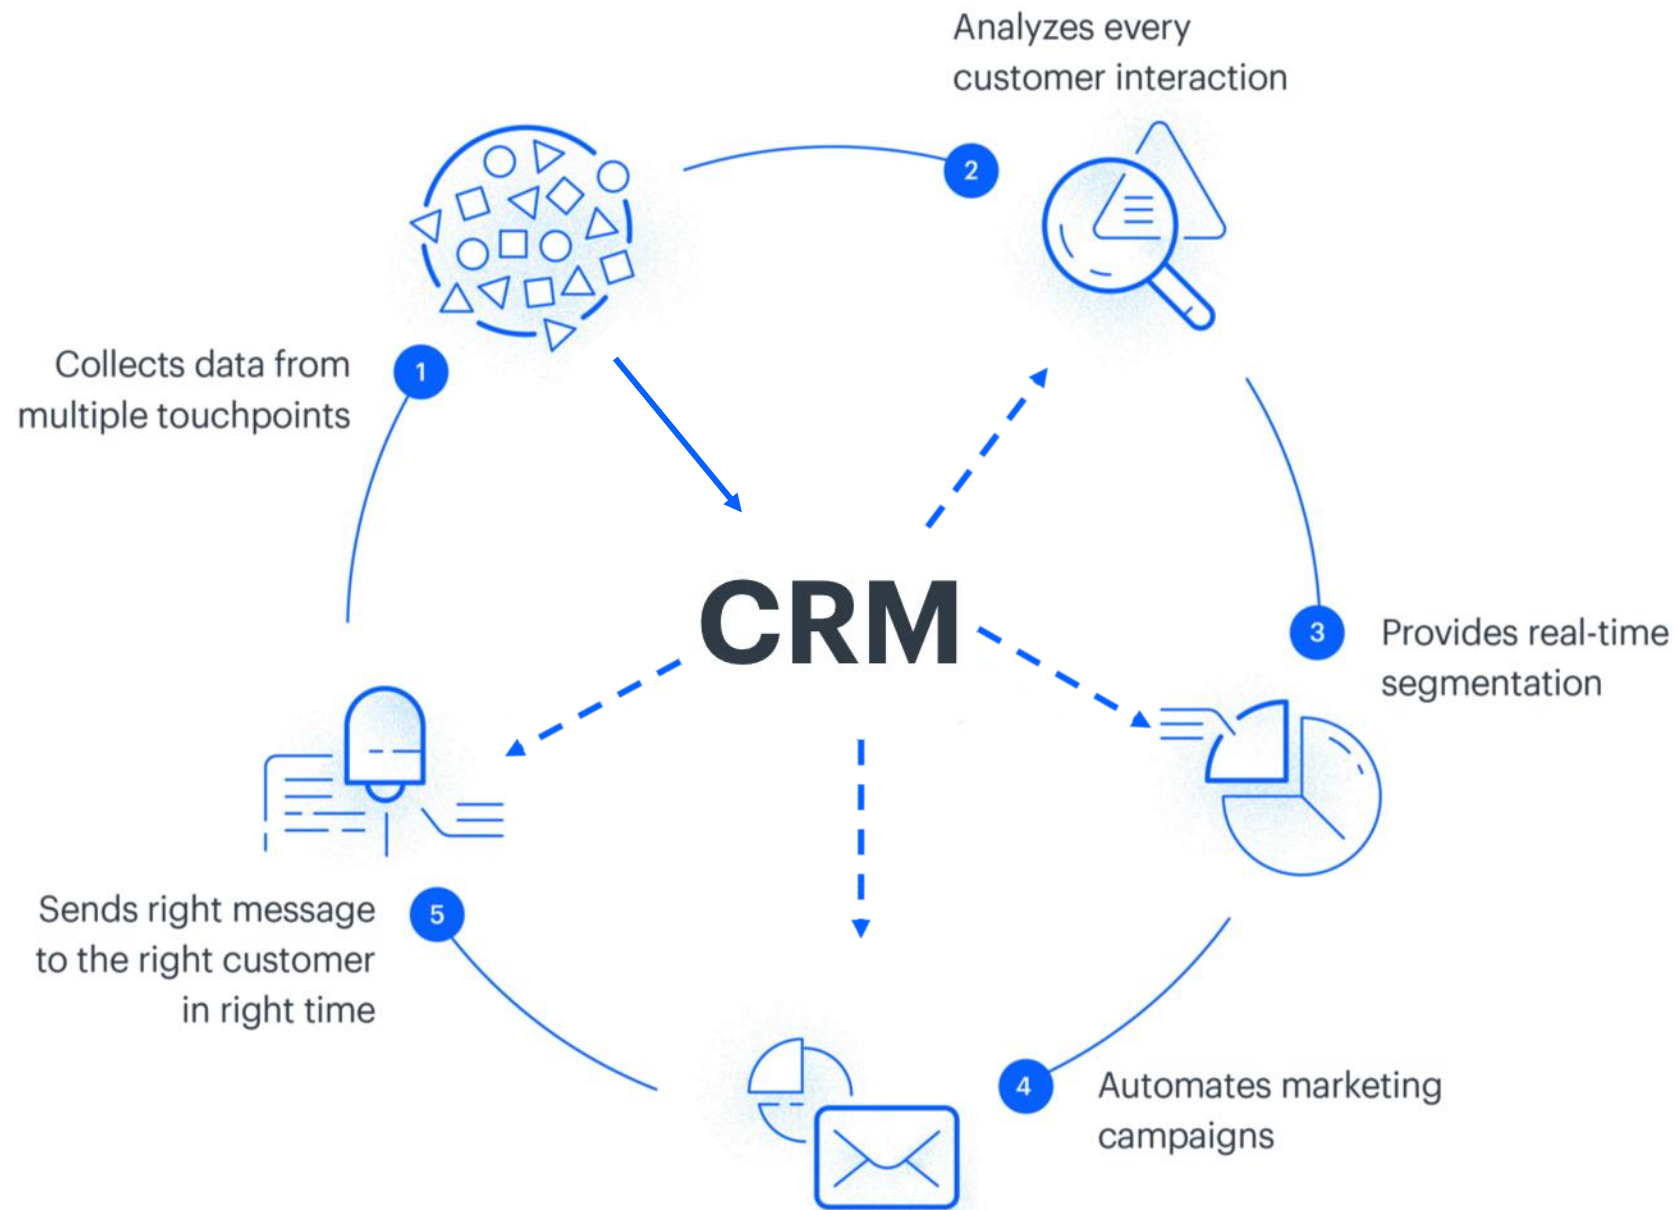 Analyzes every
customer interaction
2
Collects data from
multiple touchpoints
1
CRM
3
Provides real-time
segmentation
Sends right message
to the right customer
in right time
5
4
Automates marketing
campaigns